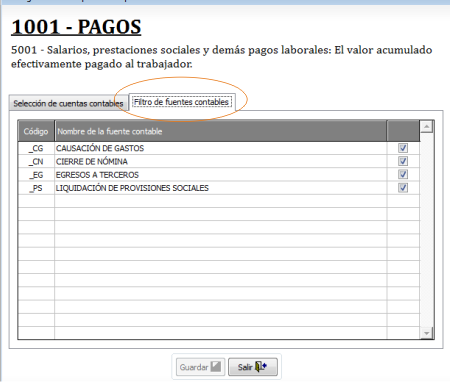 1001 - PAGOS
5001 - Salarios, prestaciones sociales y demás pagos laborales: El valor acumulado
efectivamente pagado al trabajador.
Selección de cuentas contables Filtro de fuentes contables
Código Nombre de la fuente contable
_CG CAUSACIÓN DE GASTOS
_CN CIERRE DE NÓMINA
_EG EGRESOS A TERCEROS
_PS LIQUIDACIÓN DE PROVISIONES SOCIALES
Guardar Salir